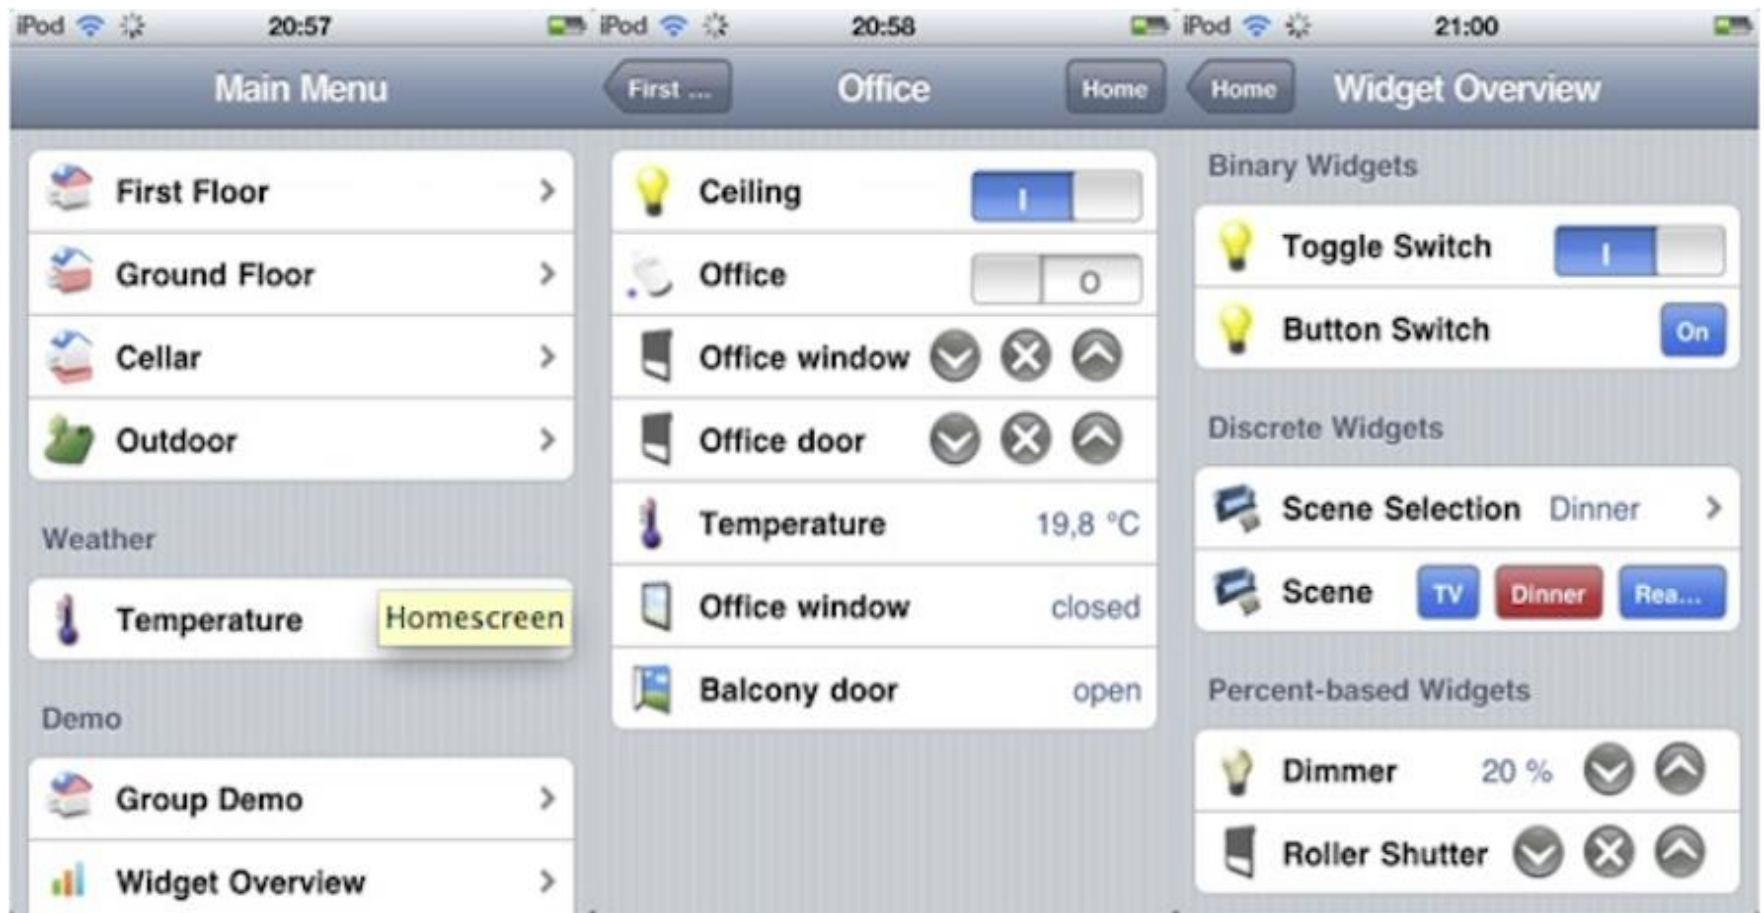 iPod 20:57
Main Menu
First Floor
Ground Floor
Cellar
Outdoor
Weather
Temperature Homescreen
Demo
Group Demo
Widget Overview
iPod 20:58
First ... Office Home
Ceiling I
Office O
Office window
Office door
Temperature 19,8 °C
Office window closed
Balcony door open
iPod 21:00
Home Widget Overview
Binary Widgets
Toggle Switch I
Button Switch On
Discrete Widgets
Scene Selection Dinner
Scene TV Dinner Rea...
Percent-based Widgets
Dimmer 20 %
Roller Shutter